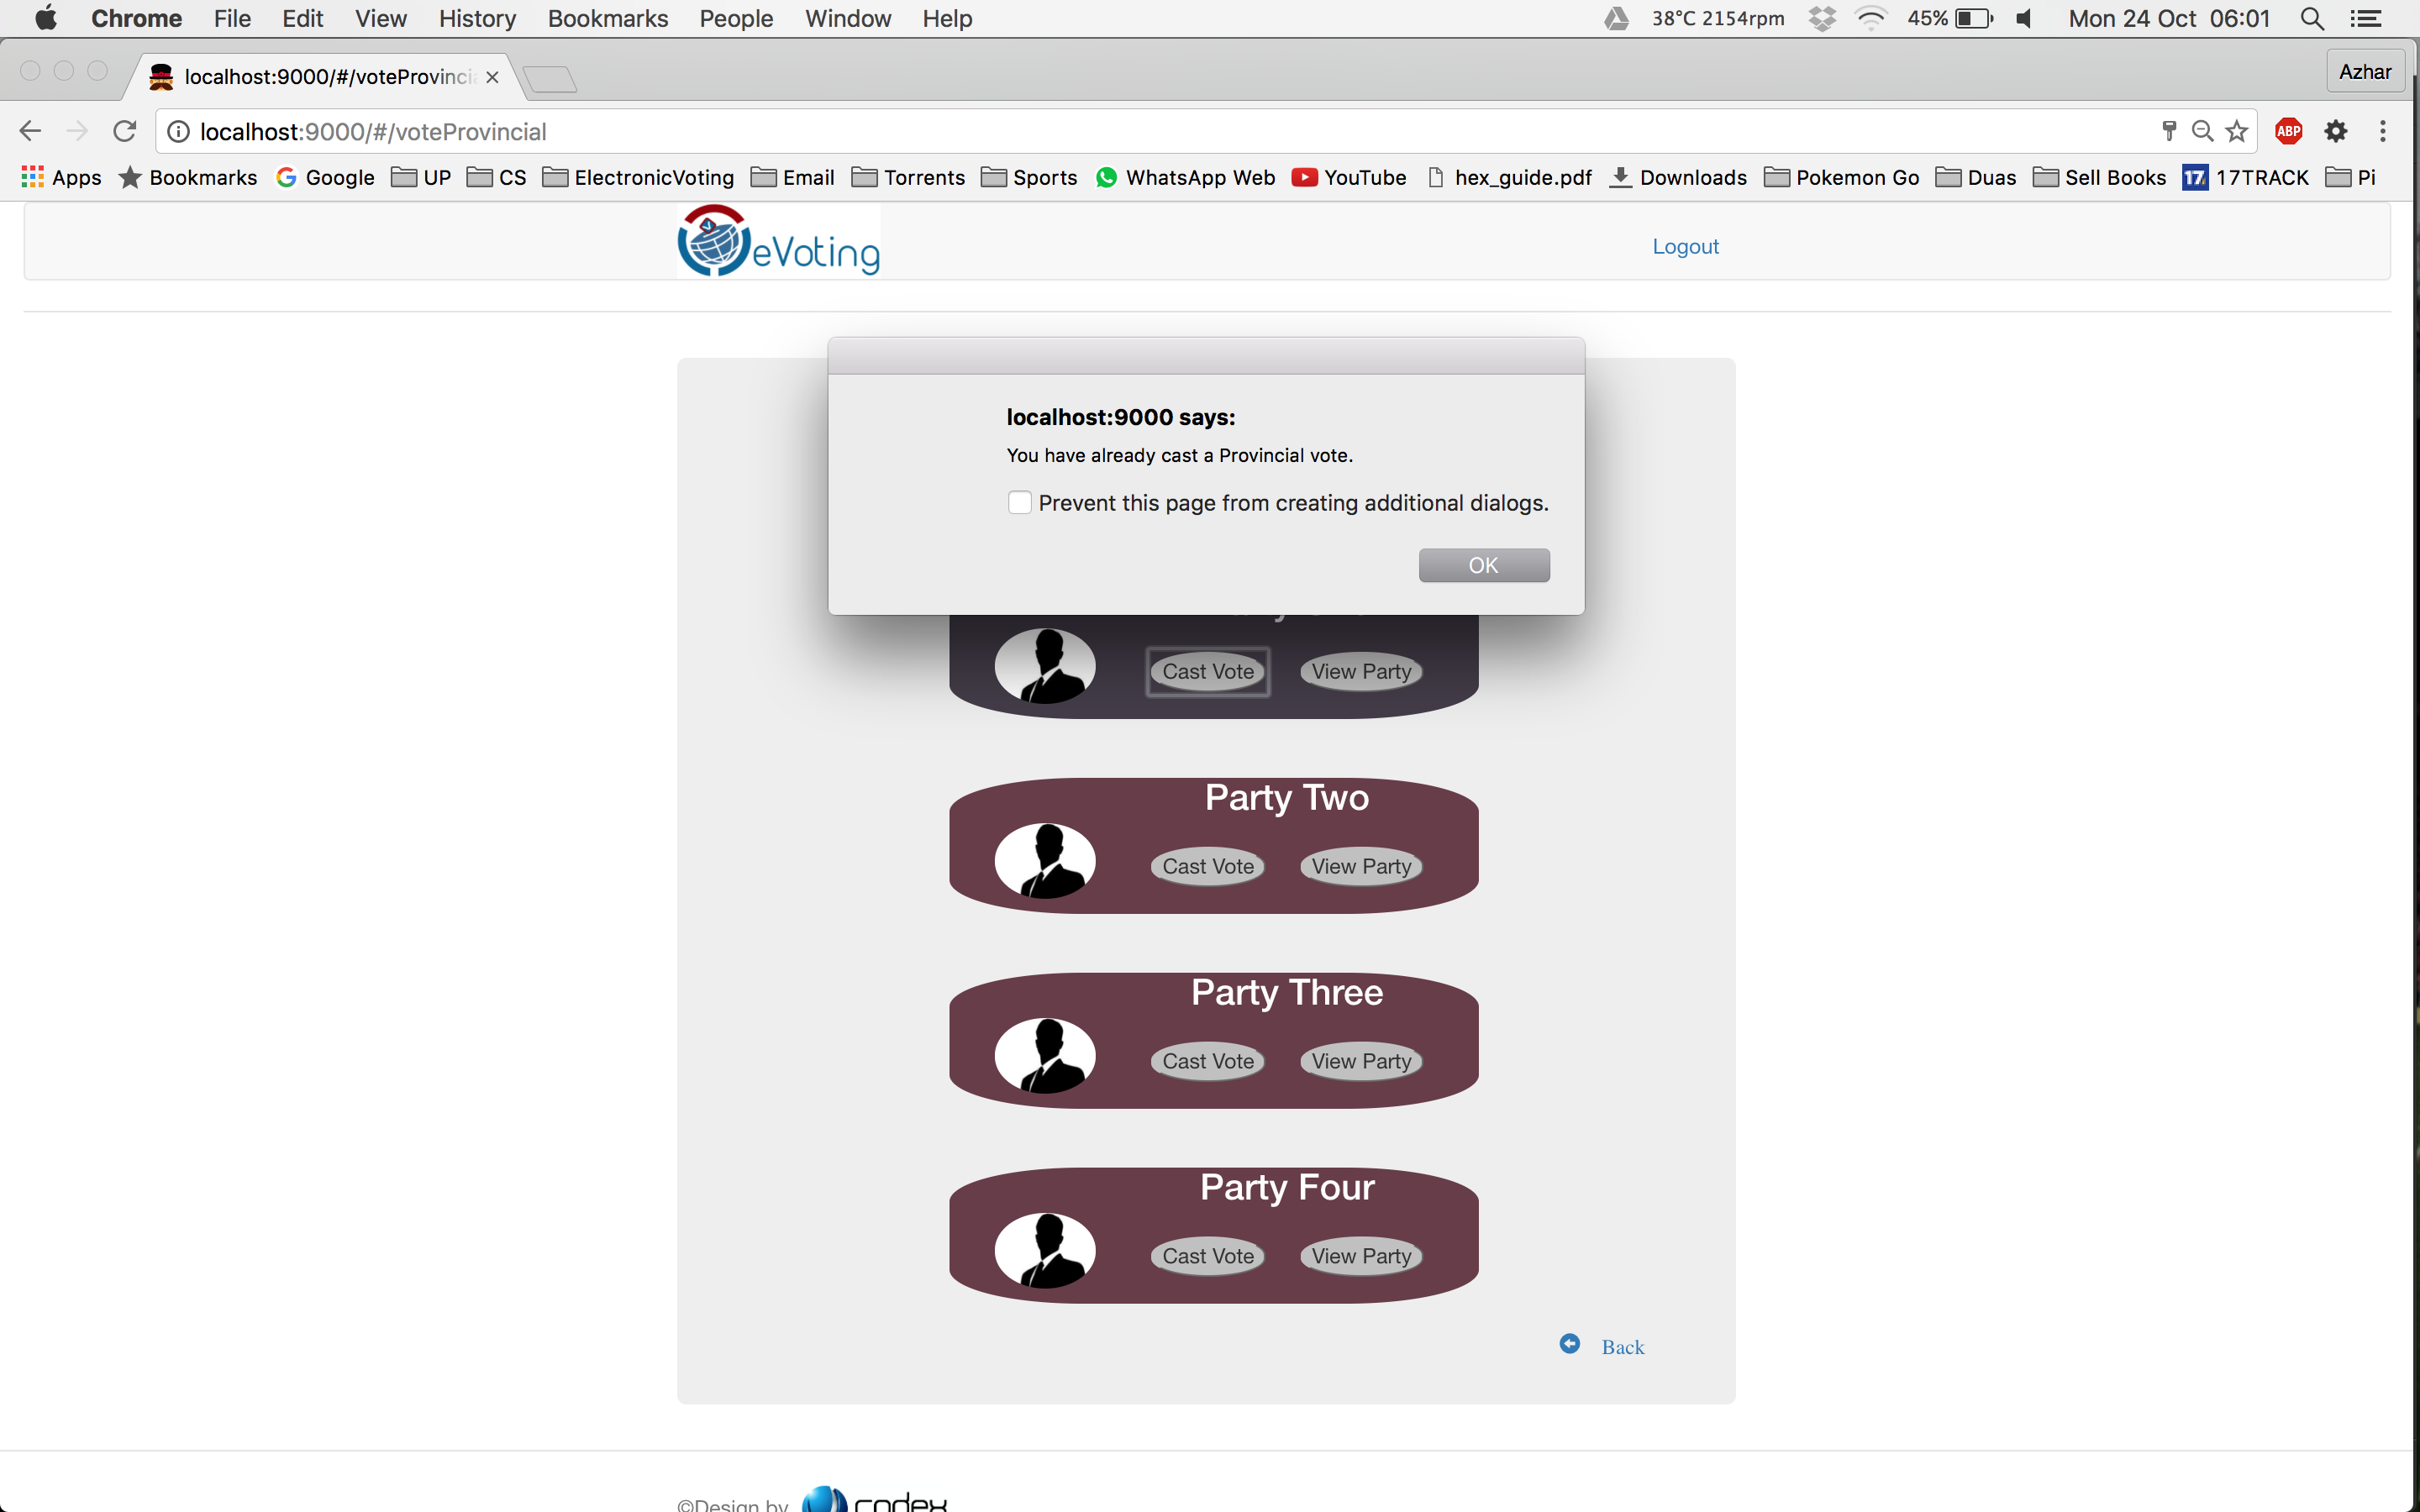 Chrome File Edit View History Bookmarks People Window Help 38°C 2154rpm 45% Mon 24 Oct 06:01
localhost:9000/#/voteProvinci
Azhar
localhost:9000/#/voteProvincial
ABP
Apps Bookmarks Google UP CS ElectronicVoting Email Torrents Sports WhatsApp Web YouTube hex_guide.pdf Downloads Pokemon Go Duas Sell Books 17 17TRACK Pi
eVoting
Logout
localhost:9000 says:
You have already cast a Provincial vote.
Prevent this page from creating additional dialogs.
OK
Cast Vote View Party
Party Two
Cast Vote View Party
Party Three
Cast Vote View Party
Party Four
Cast Vote View Party
Back
©Design by codex